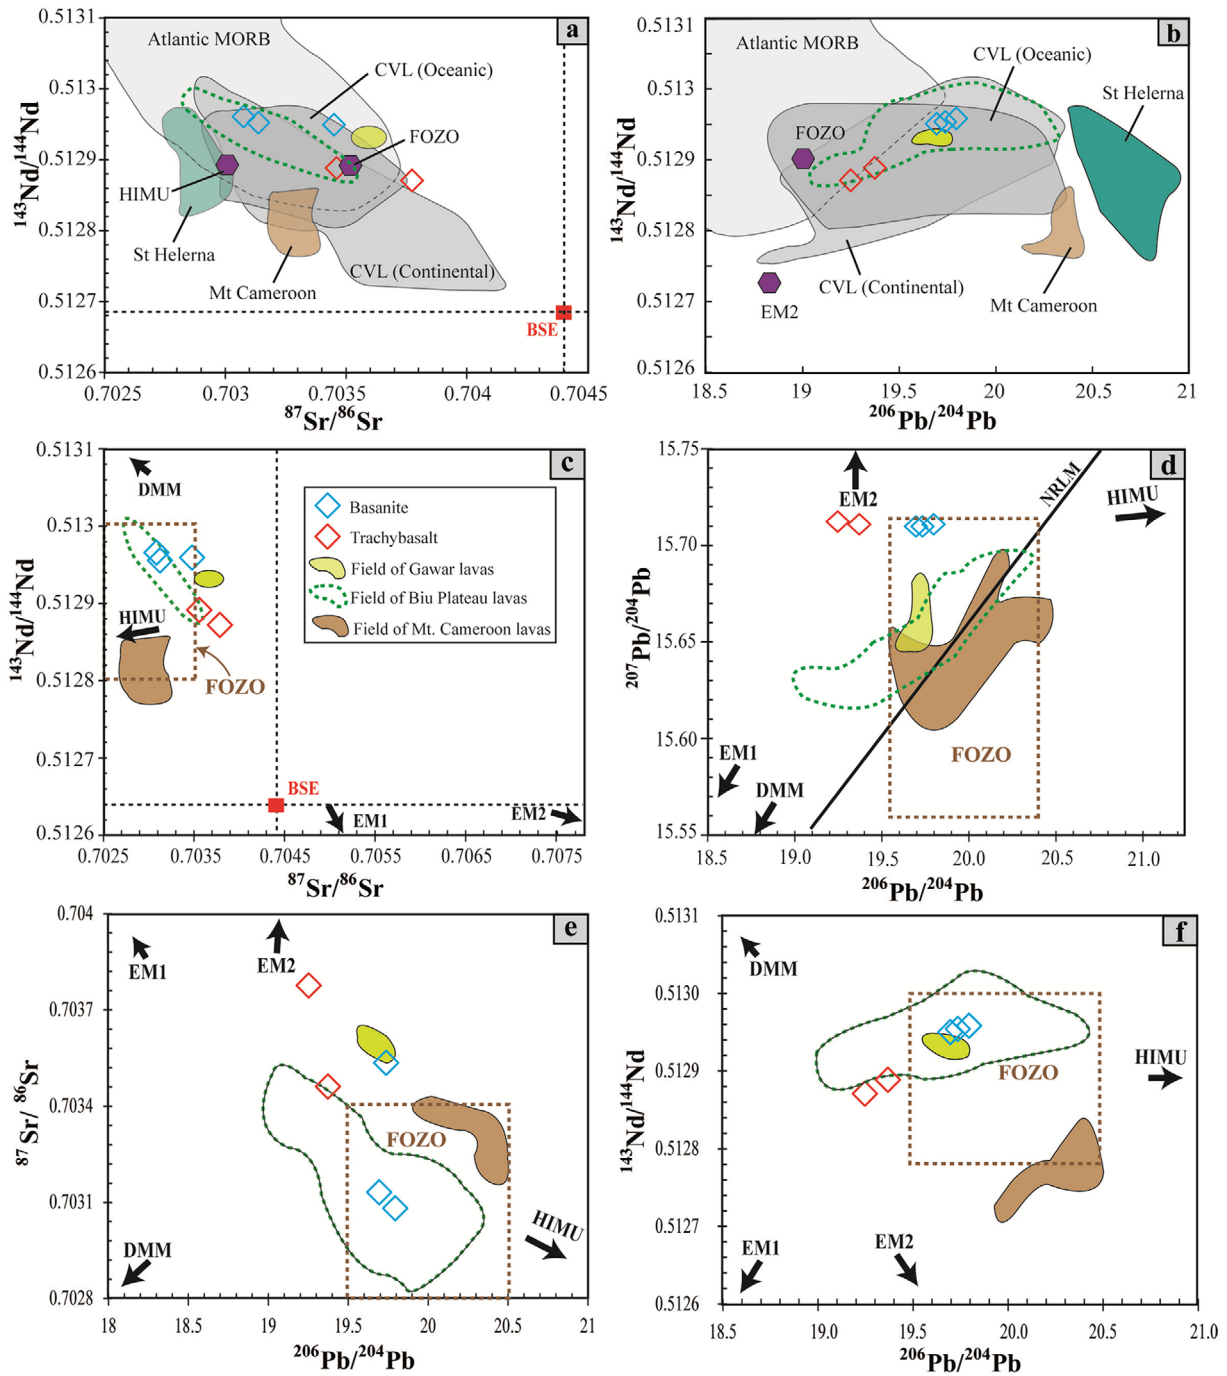 a
0.5131
0.513
0.5129
0.5128
0.5127
0.5126
143Nd/144Nd
Atlantic MORB
CVL (Oceanic)
FOZO
HIMU
St Helerna
Mt Cameroon
CVL (Continental)
BSE
0.7025
0.703
0.7035
0.704
0.7045
87Sr/86Sr
b
0.5131
0.513
0.5129
0.5128
0.5127
0.5126
143Nd/144Nd
Atlantic MORB
CVL (Oceanic)
St Helerna
FOZO
CVL (Continental)
Mt Cameroon
EM2
18.5
19
19.5
20
20.5
21
206Pb/204Pb
c
0.5131
0.513
0.5129
0.5128
0.5127
0.5126
143Nd/144Nd
DMM
Basanite
Trachybasalt
Field of Gawar lavas
Field of Biu Plateau lavas
Field of Mt. Cameroon lavas
HIMU
FOZO
BSE
EM1
EM2
0.7025
0.7035
0.7045
0.7055
0.7065
0.7075
87Sr/86Sr
d
15.75
15.70
15.65
15.60
15.55
207Pb/204Pb
EM2
NRLM
HIMU
FOZO
EM1
DMM
18.5
19.0
19.5
20.0
20.5
21.0
206Pb/204Pb
e
0.704
0.7037
0.7034
0.7031
0.7028
87Sr/ 86Sr
EM1
EM2
FOZO
HIMU
DMM
18
18.5
19
19.5
20
20.5
21
206Pb/204Pb
f
0.5131
0.5130
0.5129
0.5128
0.5127
0.5126
143Nd/144Nd
DMM
FOZO
HIMU
EM1
EM2
18.5
19.0
19.5
20.0
20.5
21.0
206Pb/204Pb